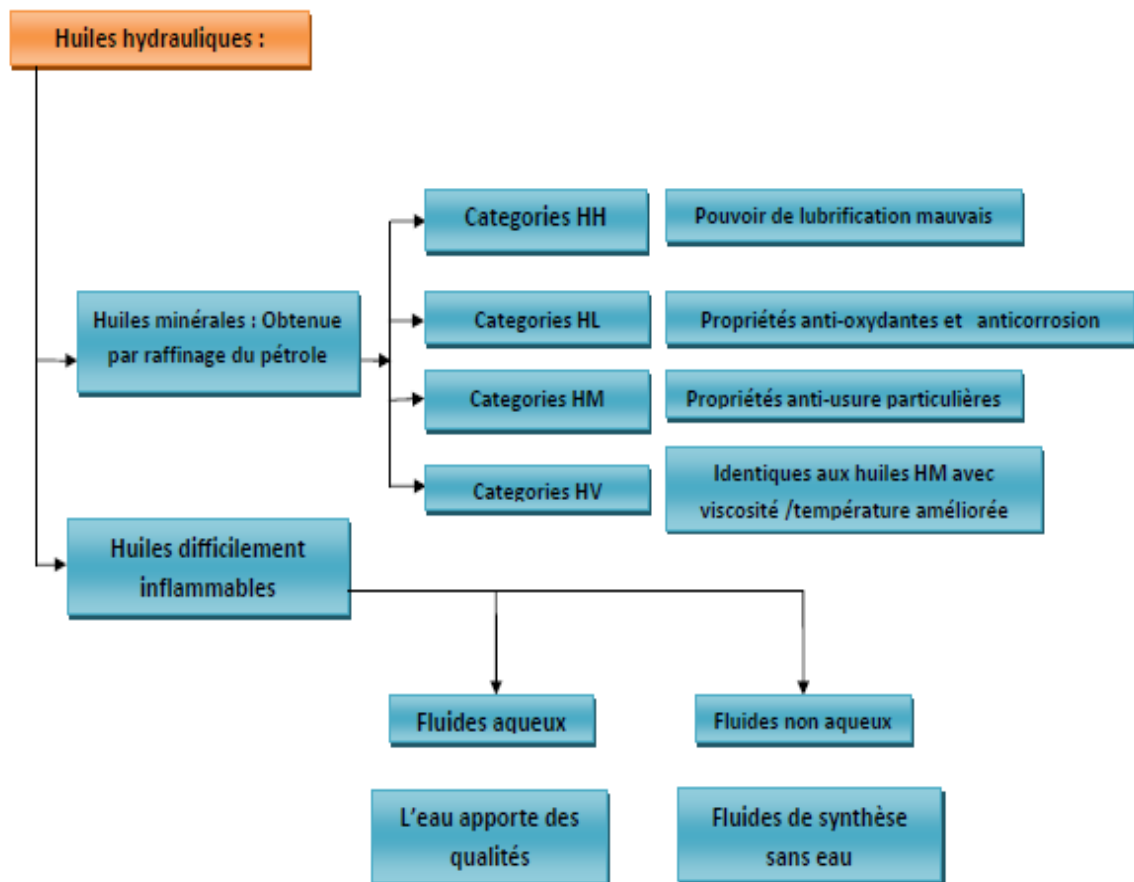 Huiles hydrauliques :
Categories HH
Pouvoir de lubrification mauvais
Huiles minérales : Obtenue
par raffinage du pétrole
Categories HL
Propriétés anti-oxydantes et anticorrosion
Categories HM
Propriétés anti-usure particulières
Categories HV
Identiques aux huiles HM avec
viscosité /température améliorée
Huiles difficilement
inflammables
Fluides aqueux
Fluides non aqueux
L'eau apporte des
qualités
Fluides de synthèse
sans eau